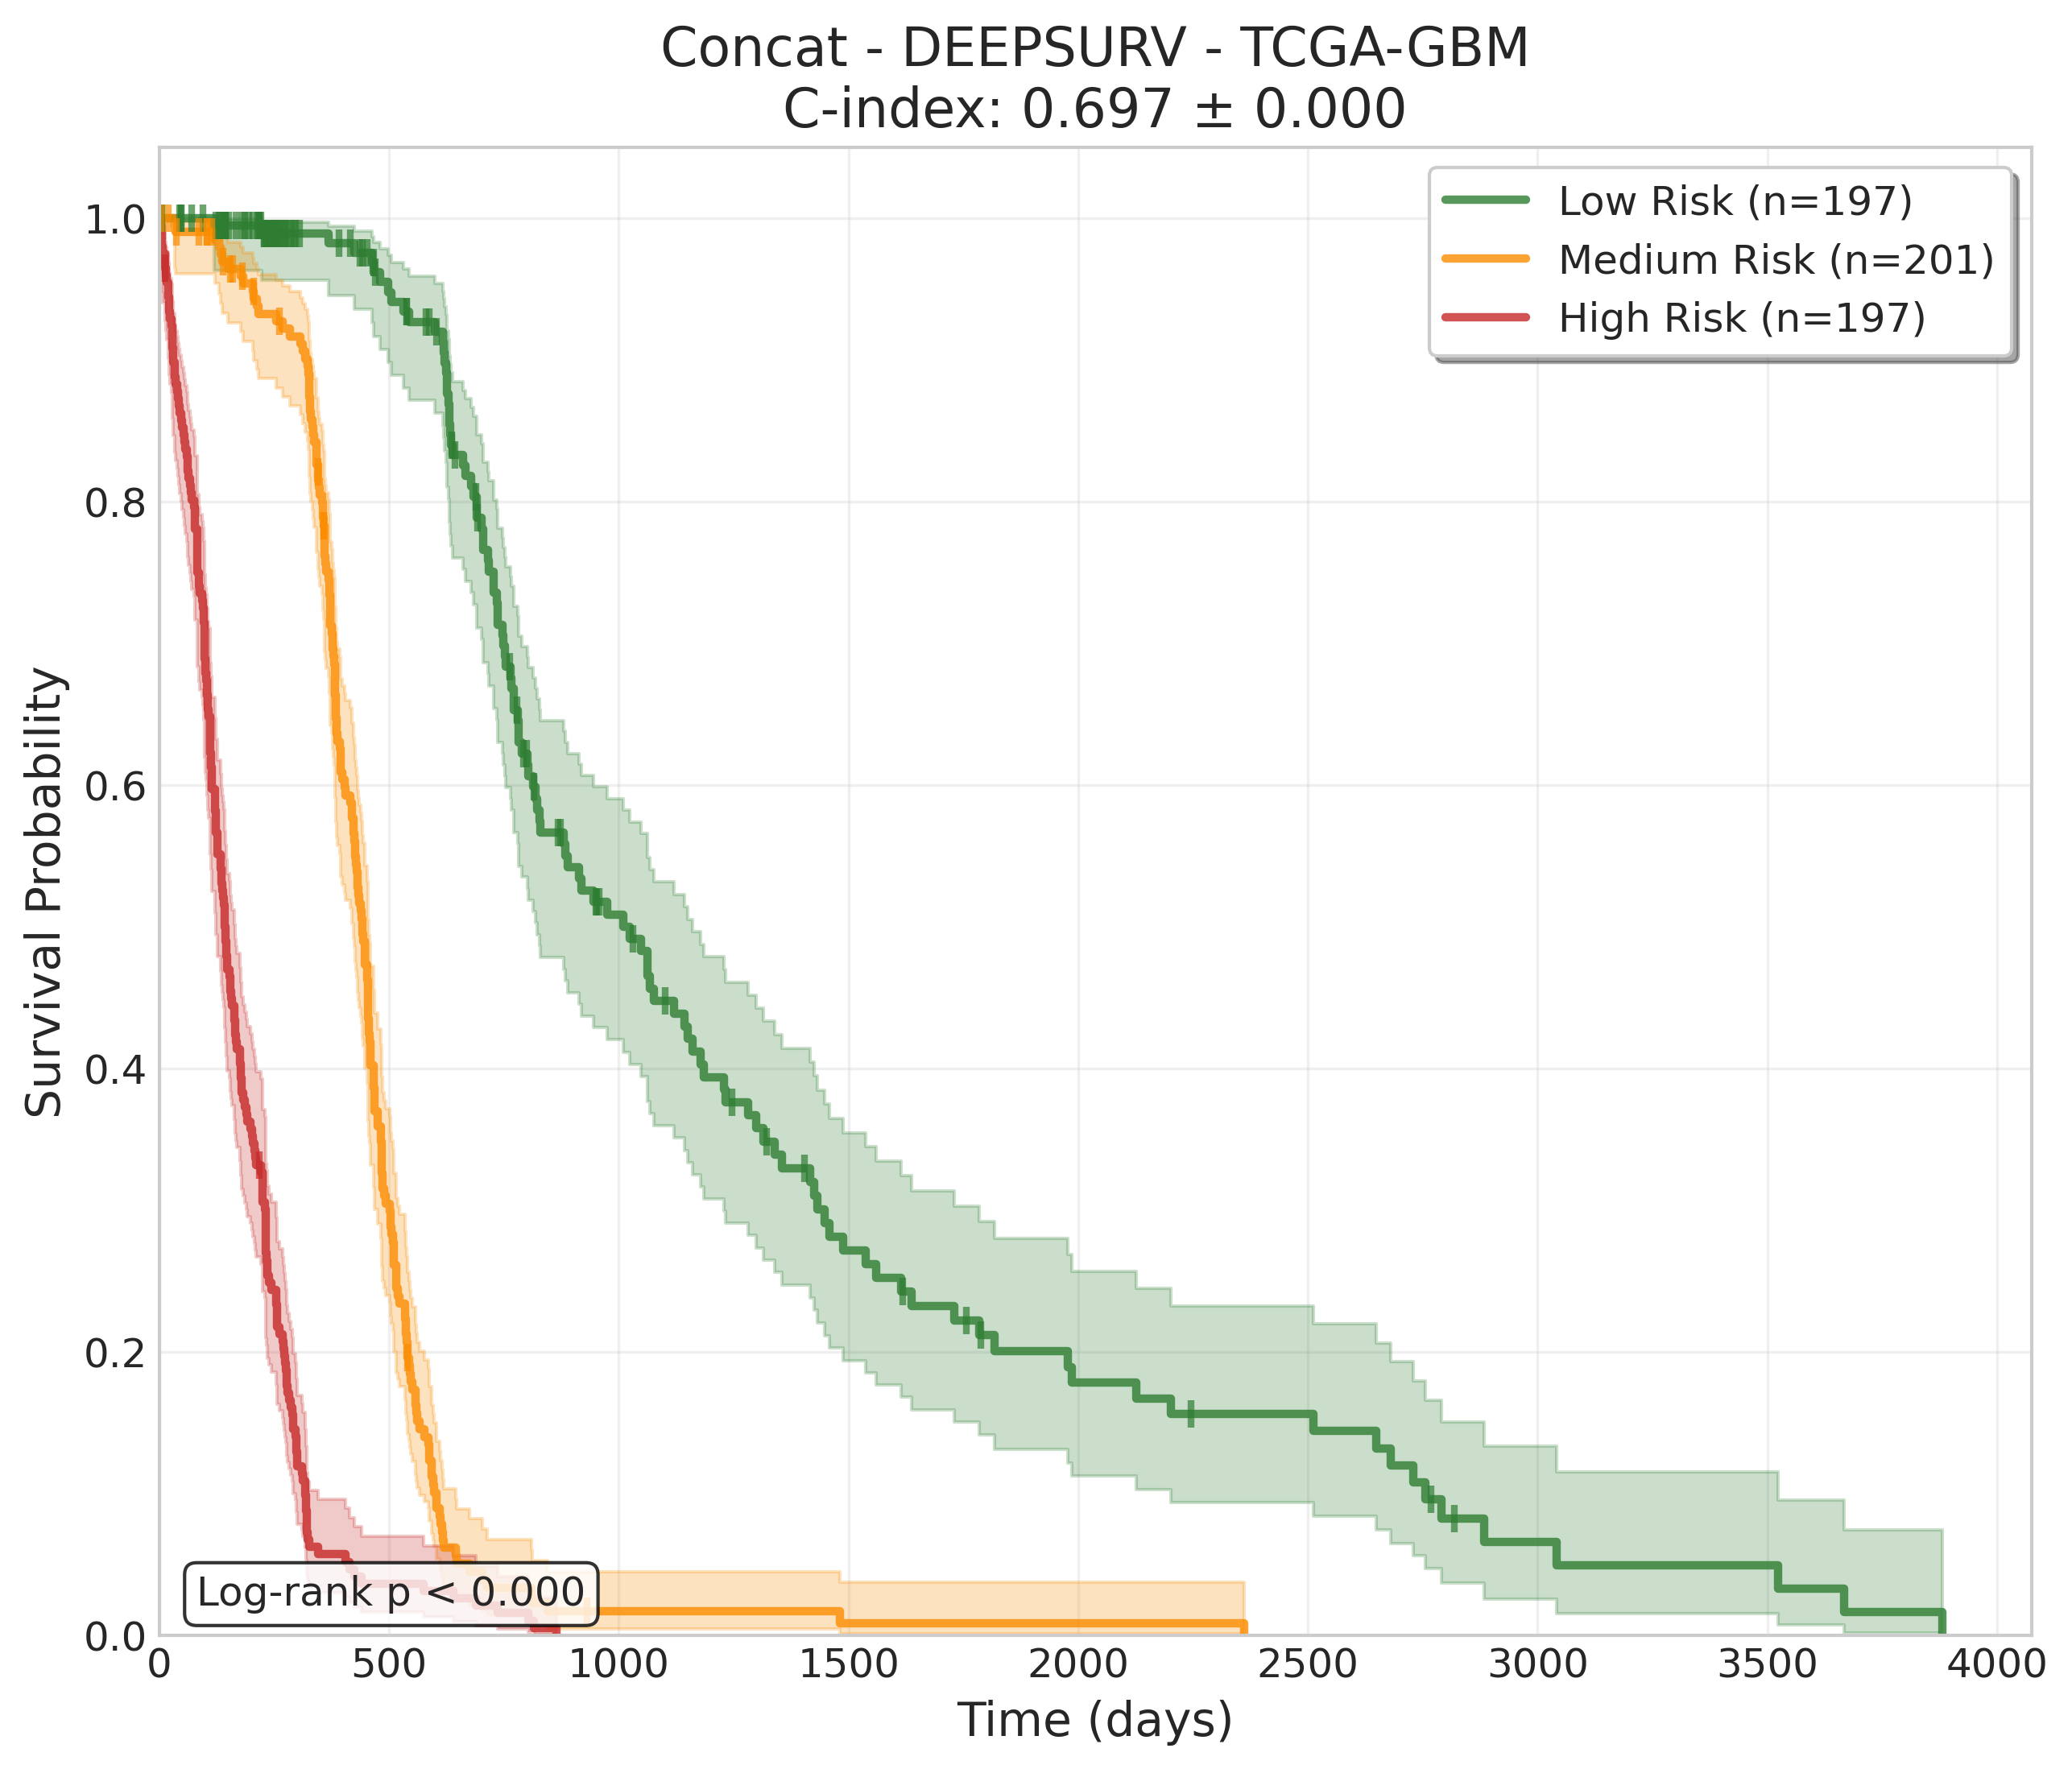 Concat - DEEPSURV - TCGA-GBM
C-index: 0.697 ± 0.000
Low Risk (n=197)
Medium Risk (n=201)
High Risk (n=197)
Survival Probability
1.0
0.8
0.6
0.4
0.2
0.0
Log-rank p < 0.000
0 500 1000 1500 2000 2500 3000 3500 4000
Time (days)